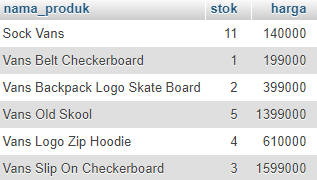 nama_produk stok harga
Sock Vans 11 140000
Vans Belt Checkerboard 1 199000
Vans Backpack Logo Skate Board 2 399000
Vans Old Skool 5 1399000
Vans Logo Zip Hoodie 4 610000
Vans Slip On Checkerboard 3 1599000